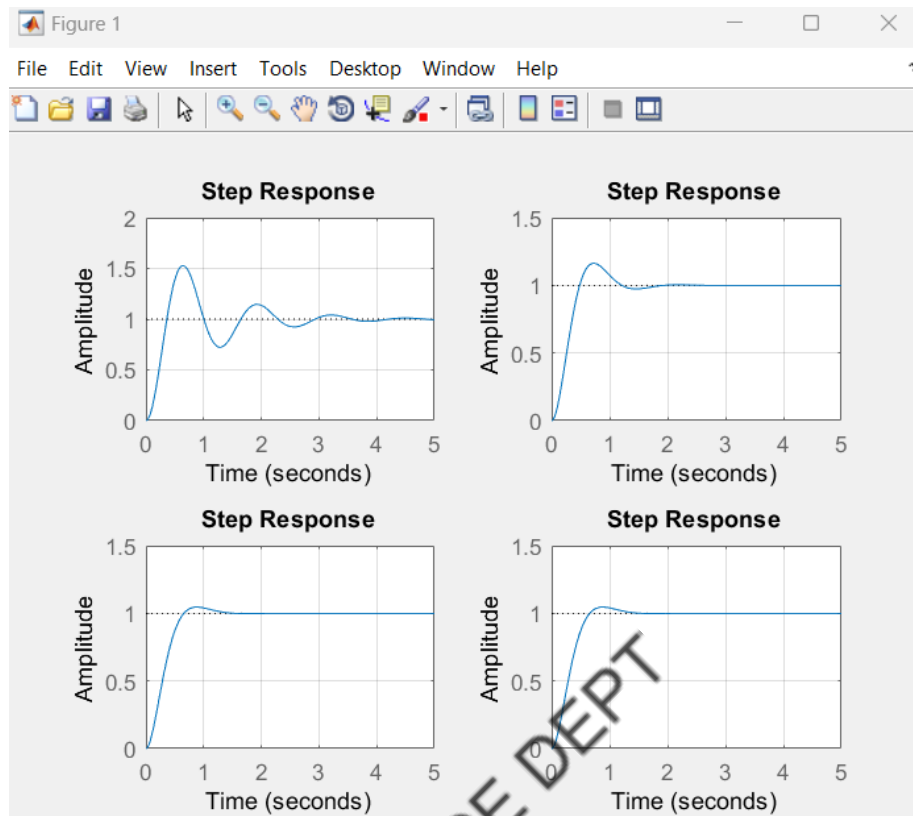 Figure 1
File Edit View Insert Tools Desktop Window Help
Step Response
2
1.5
1
0.5
0
Amplitude
0 1 2 3 4 5
Time (seconds)
Step Response
1.5
1
0.5
0
Amplitude
0 1 2 3 4 5
Time (seconds)
Step Response
1.5
1
0.5
0
Amplitude
0 1 2 3 4 5
Time (seconds)
Step Response
1.5
1
0.5
0
Amplitude
0 1 2 3 4 5
Time (seconds)
DEPT